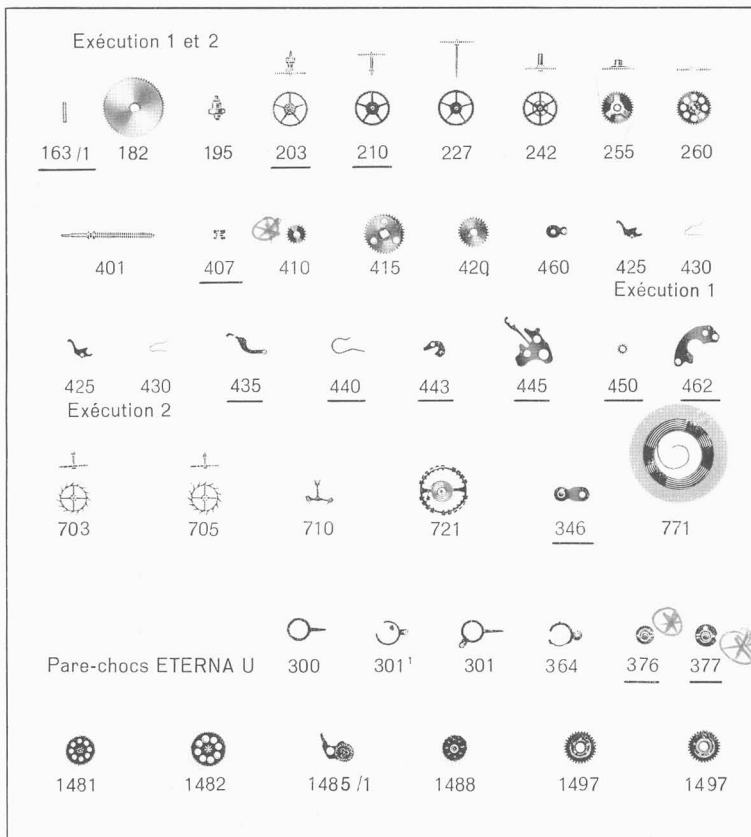 Exécution 1 et 2
163/1 182 195 203 210 227 242 255 260
401 407 410 415 420 460 425 430
Exécution 1
425 430 435 440 443 445 450 462
Exécution 2
703 705 710 721 346 771
Pare-chocs ETERNA U 300 301¹ 301 364 376 377
1481 1482 1485/1 1488 1497 1497